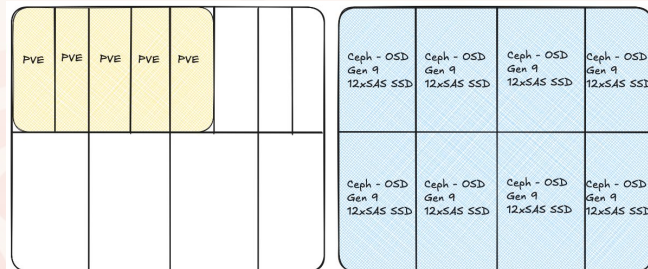 PVE
PVE
PVE
PVE
PVE
Ceph - OSD
Gen 9
12xSAS SSD
Ceph - OSD
Gen 9
12xSAS SSD
Ceph - OSD
Gen 9
12xSAS SSD
Ceph - OSD
Gen 9
12xSAS SSD
Ceph - OSD
Gen 9
12xSAS SSD
Ceph - OSD
Gen 9
12xSAS SSD
Ceph - OSD
Gen 9
12xSAS SSD
Ceph - OSD
Gen 9
12xSAS SSD